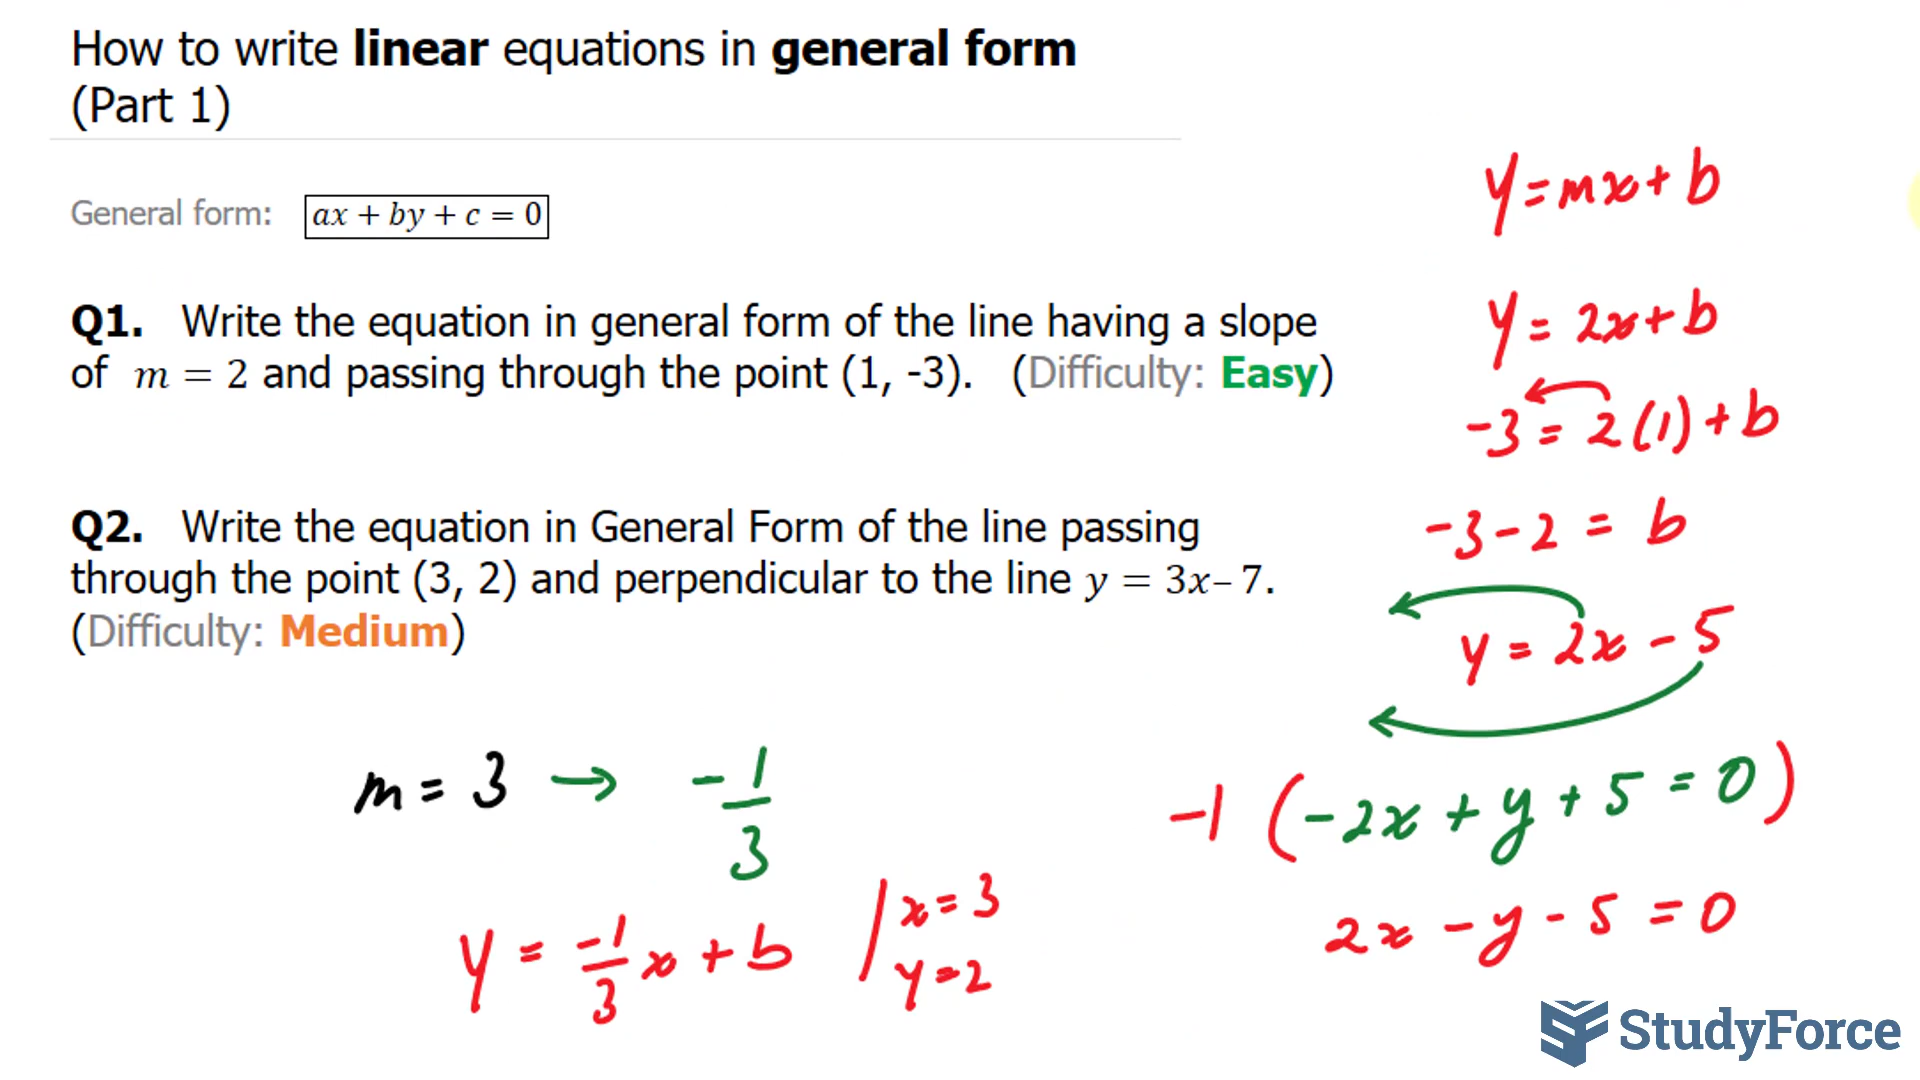 How to write linear equations in general form
(Part 1)
General form: ax + by + c = 0
Q1. Write the equation in general form of the line having a slope
of m = 2 and passing through the point (1, -3). (Difficulty: Easy)
Q2. Write the equation in General Form of the line passing
through the point (3, 2) and perpendicular to the line y = 3x– 7.
(Difficulty: Medium)
m = 3 → -1/3
y = -1/3 x + b | x = 3
y = 2
y = mx + b
y = 2x + b
-3 = 2(1) + b
-3 - 2 = b
y = 2x - 5
-1 (-2x + y + 5 = 0)
2x - y - 5 = 0
StudyForce